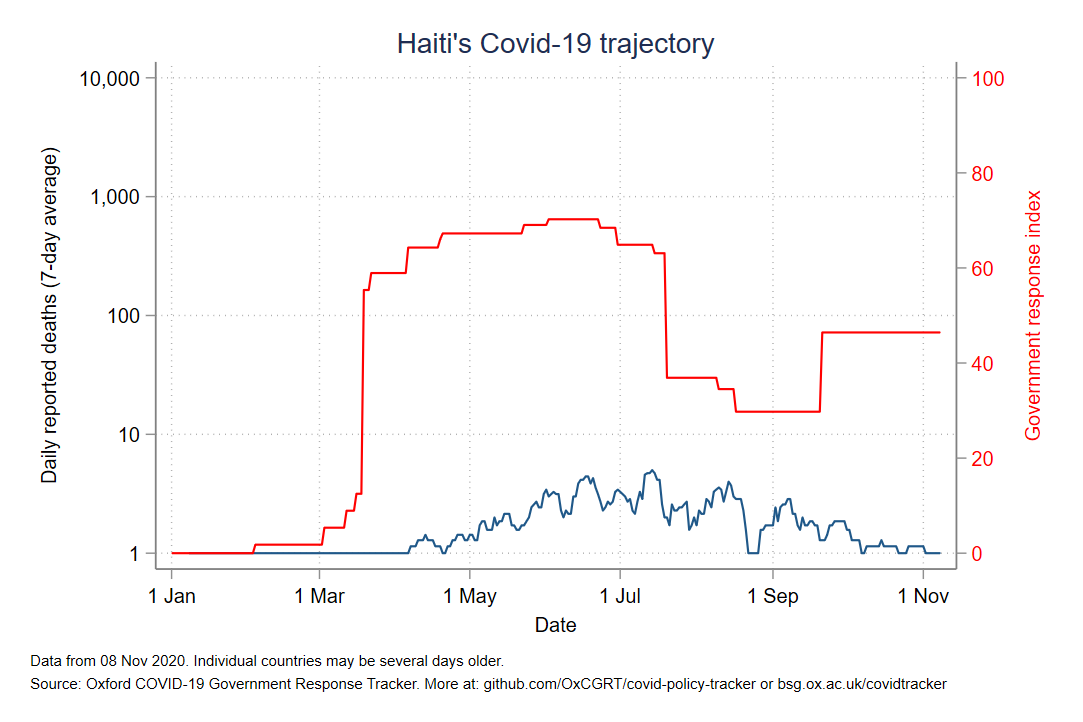 Haiti's Covid-19 trajectory
10,000
1,000
100
10
1
Daily reported deaths (7-day average)
100
80
60
40
20
0
Government response index
1 Jan
1 Mar
1 May
1 Jul
1 Sep
1 Nov
Date
Data from 08 Nov 2020. Individual countries may be several days older.
Source: Oxford COVID-19 Government Response Tracker. More at: github.com/OxCGRT/covid-policy-tracker or bsg.ox.ac.uk/covidtracker